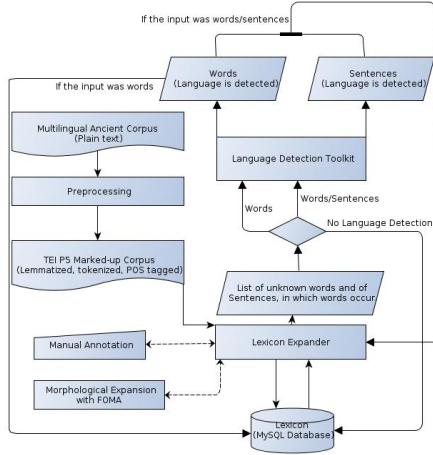 If the input was words/sentences
Words
(Language is detected)
Sentences
(Language is detected)
If the input was words
Multilingual Ancient Corpus
(Plain text)
Language Detection Toolkit
Preprocessing
Words/Sentences
Words
No Language Detection
TEI P5 Marked-up Corpus
(Lemmatized, tokenized, POS tagged)
List of unknown words and of
Sentences, in which words occur
Manual Annotation
Lexicon Expander
Morphological Expansion
with FOMA
Lexicon
(MySQL Database)